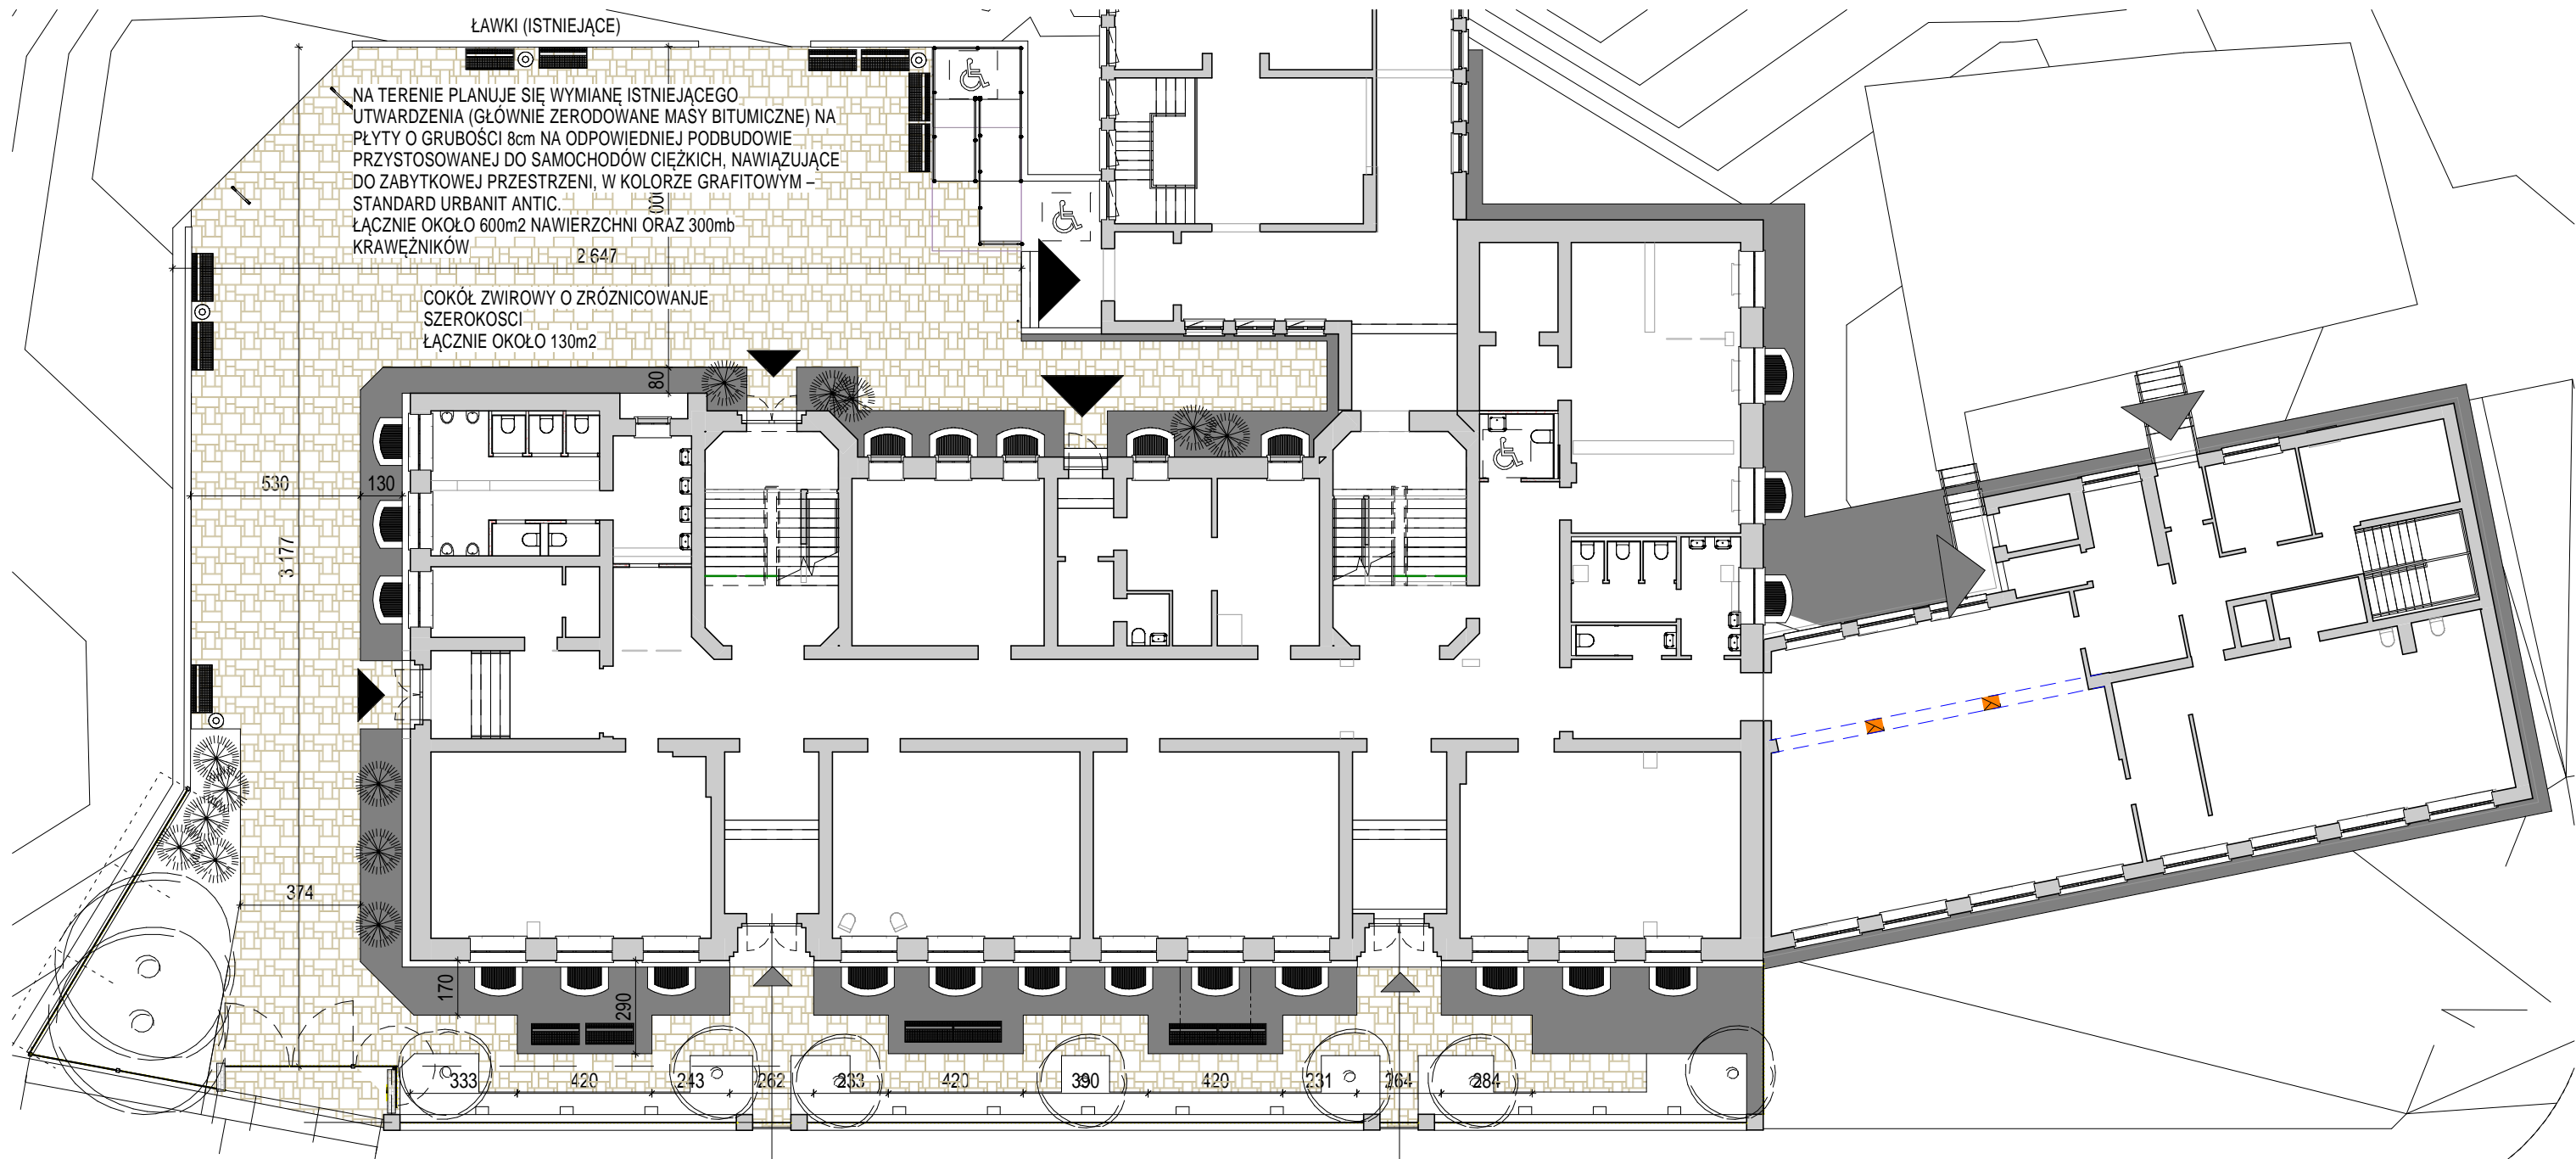 ŁAWKI (ISTNIEJĄCE)
NA TERENIE PLANUJE SIĘ WYMIANĘ ISTNIEJĄCEGO
UTWARDZENIA (GŁÓWNIE ZERODOWANE MASY BITUMICZNE) NA
PŁYTY O GRUBOŚCI 8cm NA ODPOWIEDNIEJ PODBUDOWIE
PRZYSTOSOWANEJ DO SAMOCHODÓW CIĘŻKICH, NAWIĄZUJĄCE
DO ZABYTKOWEJ PRZESTRZENI, W KOLORZE GRAFITOWYM –
STANDARD URBANIT ANTIC.
ŁĄCZNIE OKOŁO 600m2 NAWIERZCHNI ORAZ 300mb
KRAWĘŻNIKÓW
2 647
COKÓŁ ZWIROWY O ZRÓZNICOWANJE
SZEROKOSCI
ŁĄCZNIE OKOŁO 130m2
80
530
130
3 177
374
170
290
333
420
243
262
233
420
390
420
231
264
284